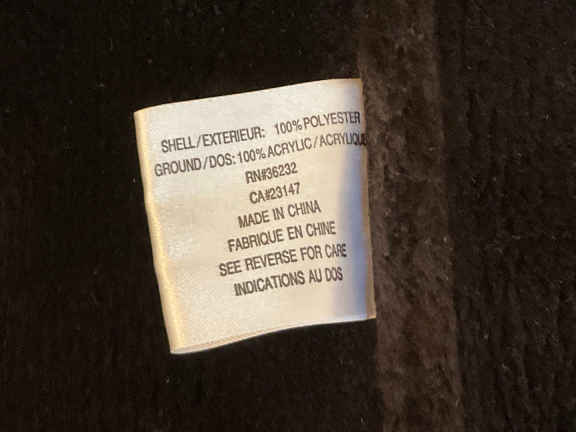 SHELL/EXTERIEUR: 100% POLYESTER
GROUND/DOS: 100% ACRYLIC/ACRYLIQUE
RN#36232
CA#23147
MADE IN CHINA
FABRIQUE EN CHINE
SEE REVERSE FOR CARE
INDICATIONS AU DOS